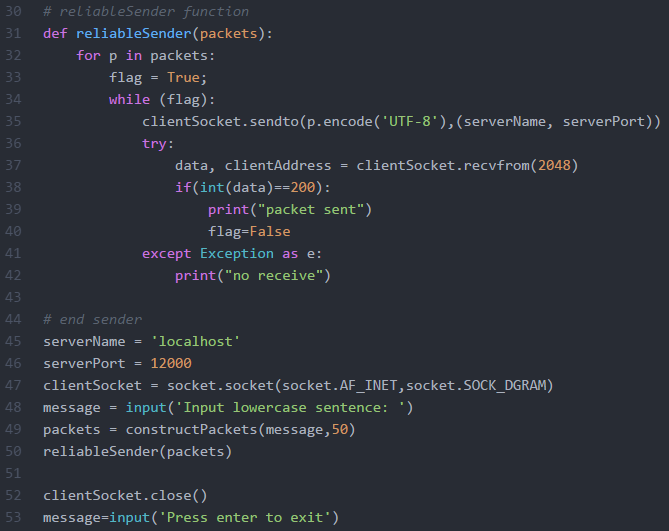 30 # reliableSender function
31 def reliableSender(packets):
32     for p in packets:
33         flag = True;
34         while (flag):
35             clientSocket.sendto(p.encode('UTF-8'),(serverName, serverPort))
36             try:
37                 data, clientAddress = clientSocket.recvfrom(2048)
38                 if(int(data)==200):
39                     print("packet sent")
40                     flag=False
41             except Exception as e:
42                 print("no receive")
43
44 # end sender
45 serverName = 'localhost'
46 serverPort = 12000
47 clientSocket = socket.socket(socket.AF_INET,socket.SOCK_DGRAM)
48 message = input('Input lowercase sentence: ')
49 packets = constructPackets(message,50)
50 reliableSender(packets)
51
52 clientSocket.close()
53 message=input('Press enter to exit')